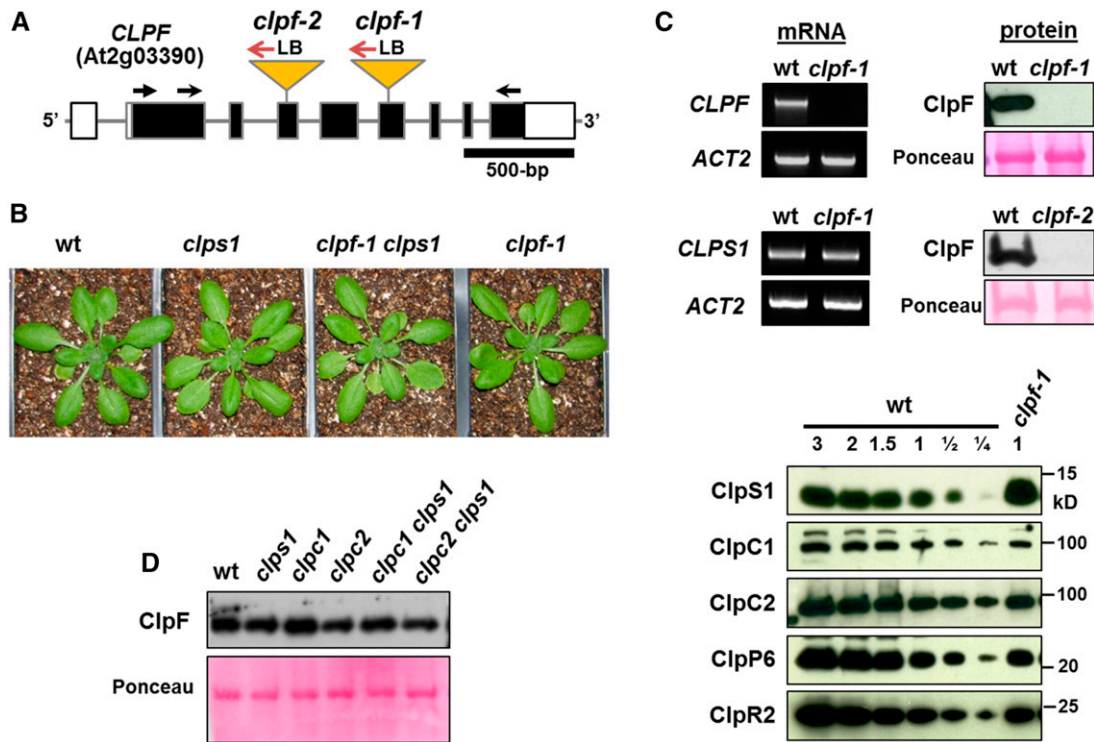 A
CLPF
(At2g03390)
clpf-2
clpf-1
LB
LB
5’
3’
500-bp
B
wt
clps1
clpf-1 clps1
clpf-1
C
mRNA
protein
wt clpf-1
wt clpf-1
CLPF
ACT2
ClpF
Ponceau
wt clpf-1
wt clpf-2
CLPS1
ACT2
ClpF
Ponceau
wt
clpf-1
3 2 1.5 1 ½ ¼ 1
ClpS1
15
kD
ClpC1
100
ClpC2
100
ClpP6
20
ClpR2
25
D
wt
clps1
clpc1
clpc2
clpc1 clps1
clpc2 clps1
ClpF
Ponceau